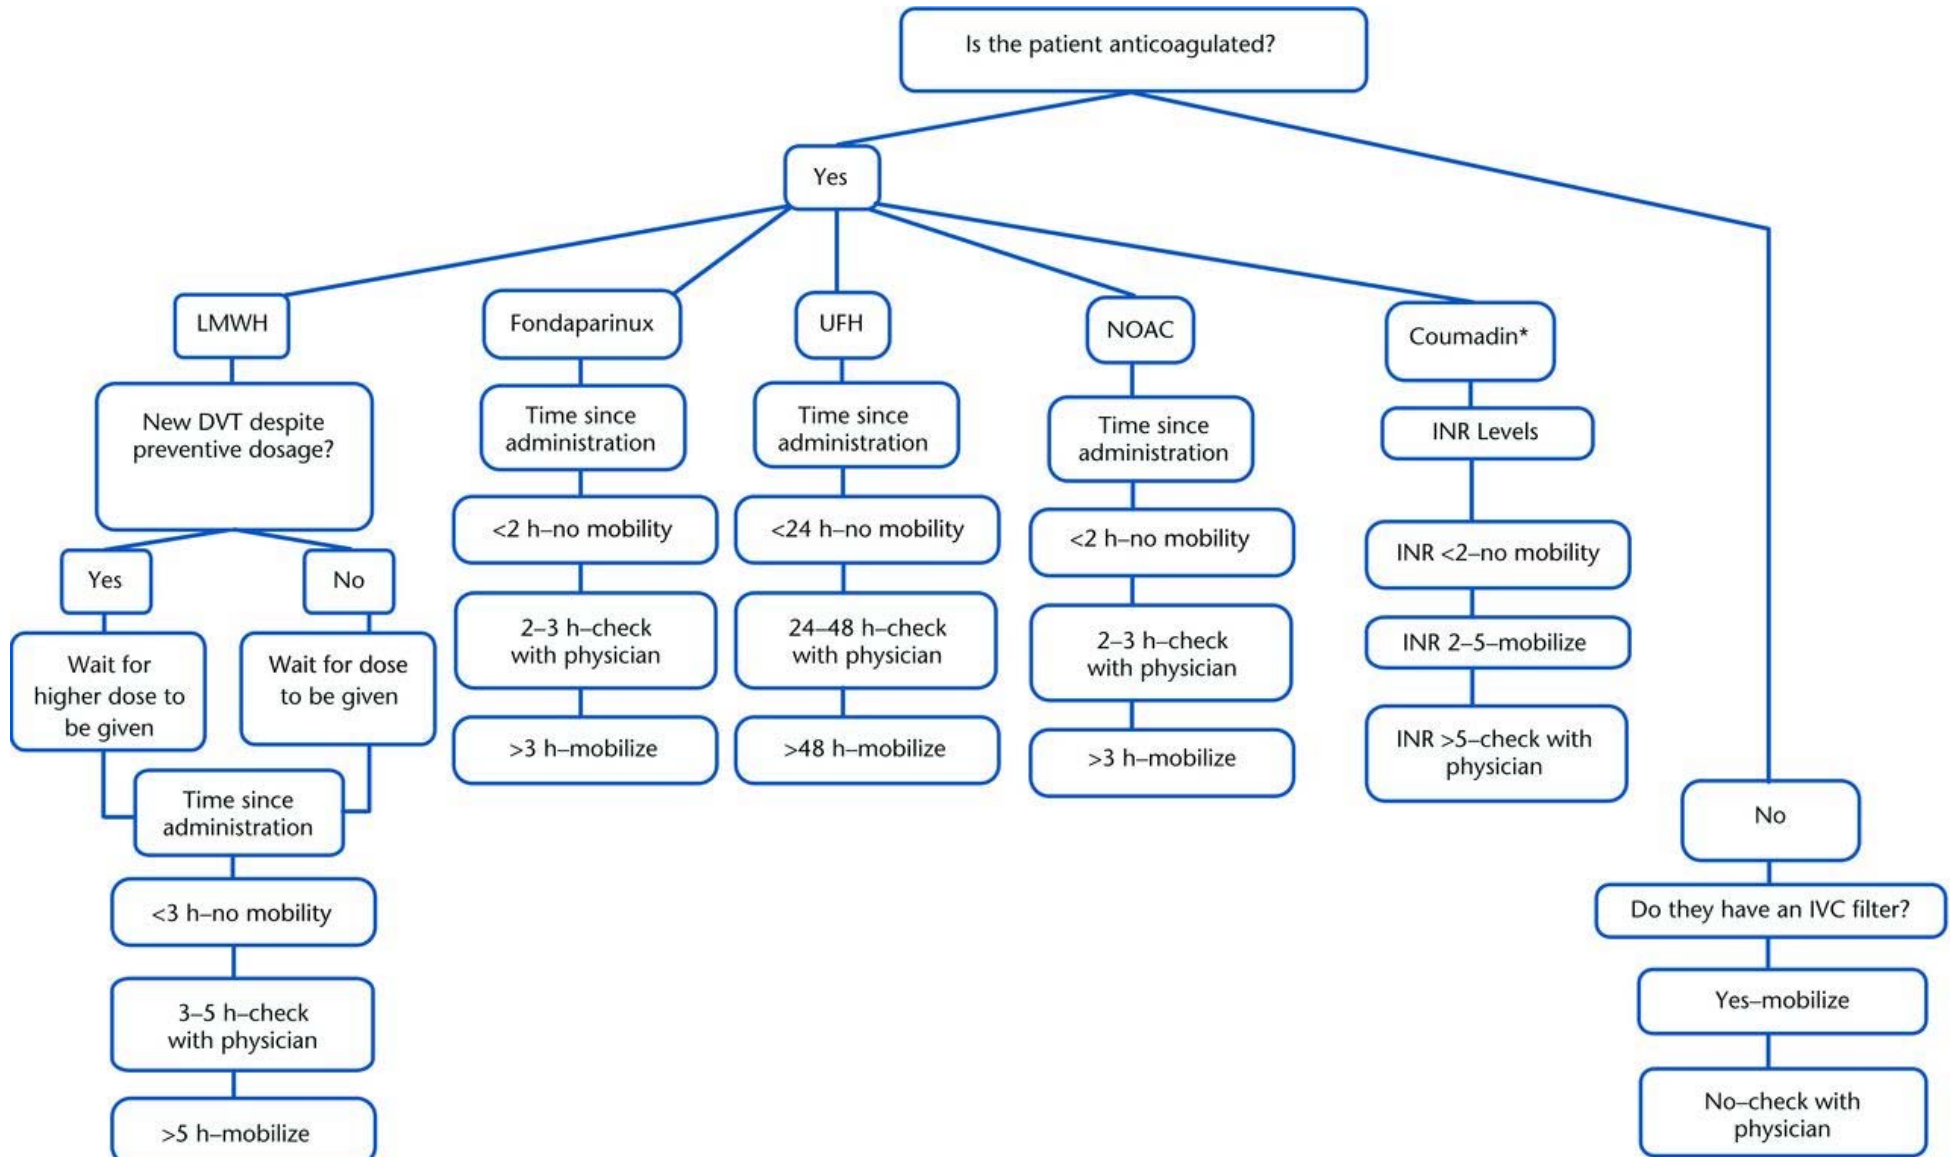 Is the patient anticoagulated?
Yes
LMWH
New DVT despite
preventive dosage?
Yes
No
Wait for
higher dose to
be given
Wait for dose
to be given
Time since
administration
<3 h–no mobility
3–5 h–check
with physician
>5 h–mobilize
Fondaparinux
Time since
administration
<2 h–no mobility
2–3 h–check
with physician
>3 h–mobilize
UFH
Time since
administration
<24 h–no mobility
24–48 h–check
with physician
>48 h–mobilize
NOAC
Time since
administration
<2 h–no mobility
2–3 h–check
with physician
>3 h–mobilize
Coumadin*
INR Levels
INR <2–no mobility
INR 2–5–mobilize
INR >5–check with
physician
No
Do they have an IVC filter?
Yes–mobilize
No–check with
physician